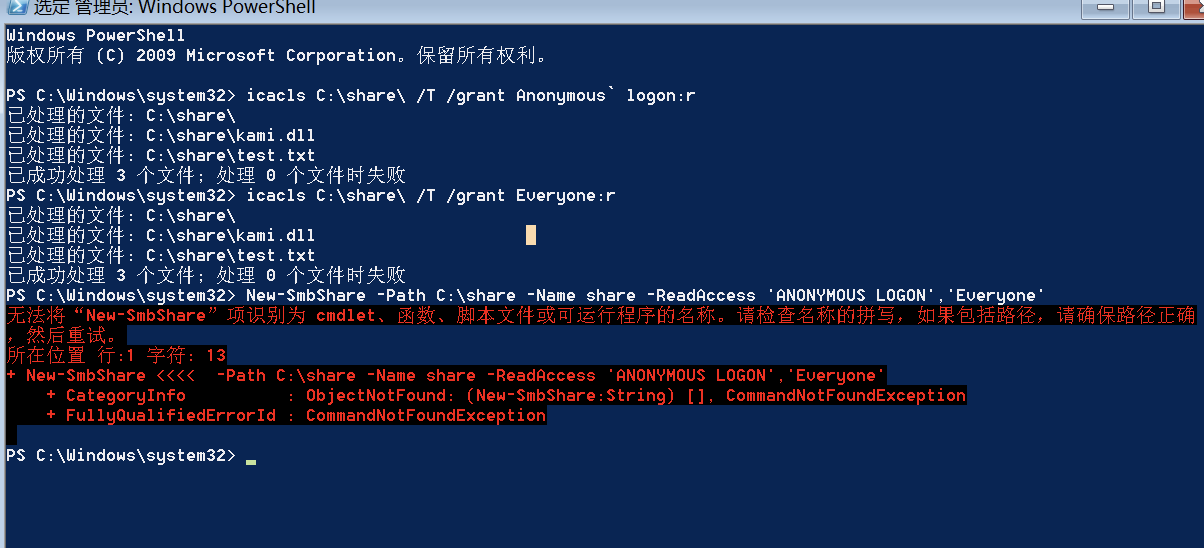 选定 管理员: Windows PowerShell
Windows PowerShell
版权所有 (C) 2009 Microsoft Corporation。保留所有权利。
PS C:\Windows\system32> icacls C:\share\ /T /grant Anonymous` logon:r
已处理的文件: C:\share\
已处理的文件: C:\share\kami.dll
已处理的文件: C:\share\test.txt
已成功处理 3 个文件; 处理 0 个文件时失败
PS C:\Windows\system32> icacls C:\share\ /T /grant Everyone:r
已处理的文件: C:\share\
已处理的文件: C:\share\kami.dll
已处理的文件: C:\share\test.txt
已成功处理 3 个文件; 处理 0 个文件时失败
PS C:\Windows\system32> New-SmbShare -Path C:\share -Name share -ReadAccess 'ANONYMOUS LOGON','Everyone'
无法将“New-SmbShare”项识别为 cmdlet、函数、脚本文件或可运行程序的名称。请检查名称的拼写，如果包括路径，请确保路径正确
，然后重试。
所在位置 行:1 字符: 13
+ New-SmbShare <<<<  -Path C:\share -Name share -ReadAccess 'ANONYMOUS LOGON','Everyone'
    + CategoryInfo          : ObjectNotFound: (New-SmbShare:String) [], CommandNotFoundException
    + FullyQualifiedErrorId : CommandNotFoundException
PS C:\Windows\system32>